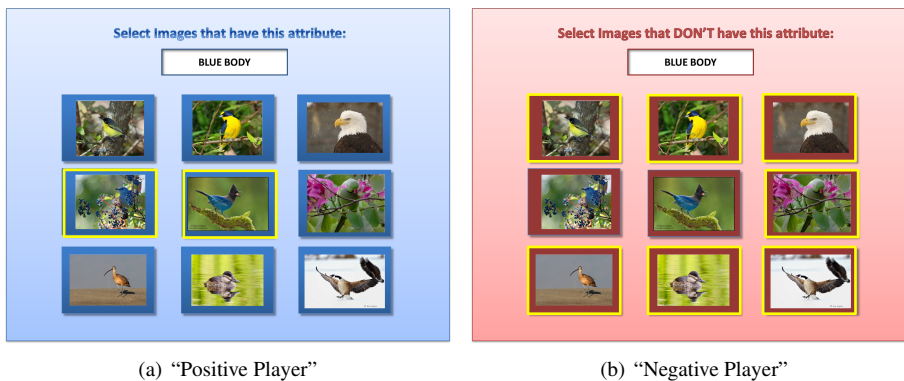 Select Images that have this attribute:
BLUE BODY
Select Images that DON'T have this attribute:
BLUE BODY
(a) “Positive Player”
(b) “Negative Player”